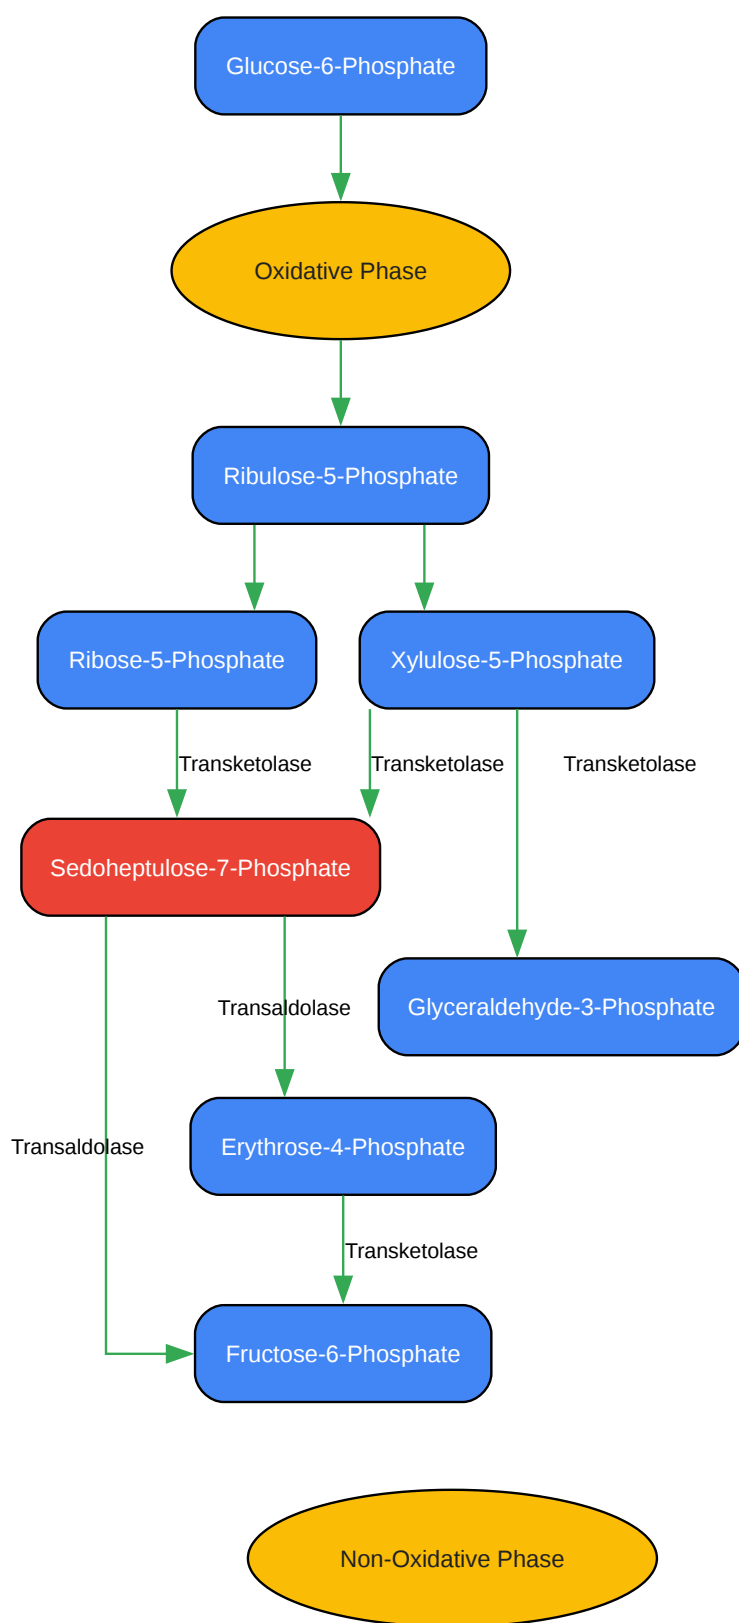 Glucose-6-Phosphate
Oxidative Phase
Ribulose-5-Phosphate
Ribose-5-Phosphate
Xylulose-5-Phosphate
Transketolase
Transketolase
Transketolase
Sedoheptulose-7-Phosphate
Transaldolase
Glyceraldehyde-3-Phosphate
Transaldolase
Erythrose-4-Phosphate
Transketolase
Fructose-6-Phosphate
Non-Oxidative Phase